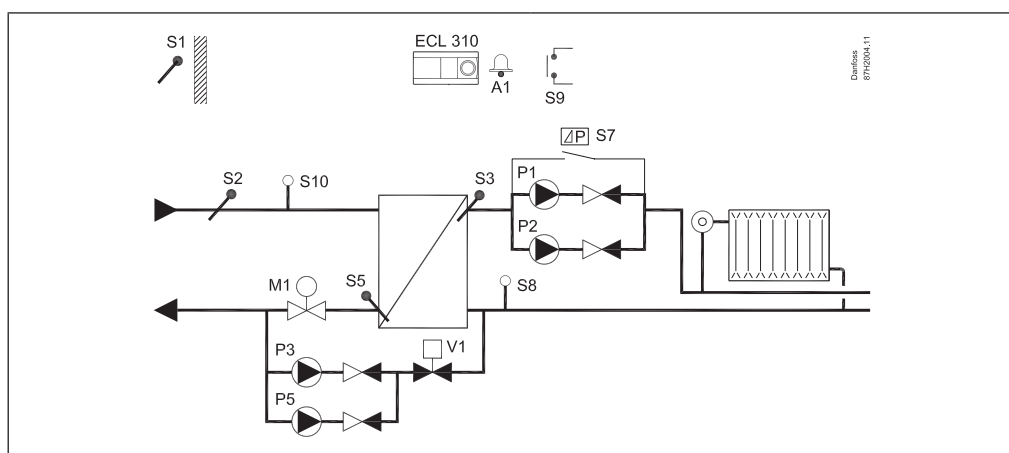 S1
ECL 310
A1
S9
Danfoss
87H2004.11
⊿P S7
P1
S2
S10
S3
P2
M1
S5
S8
P3
V1
P5